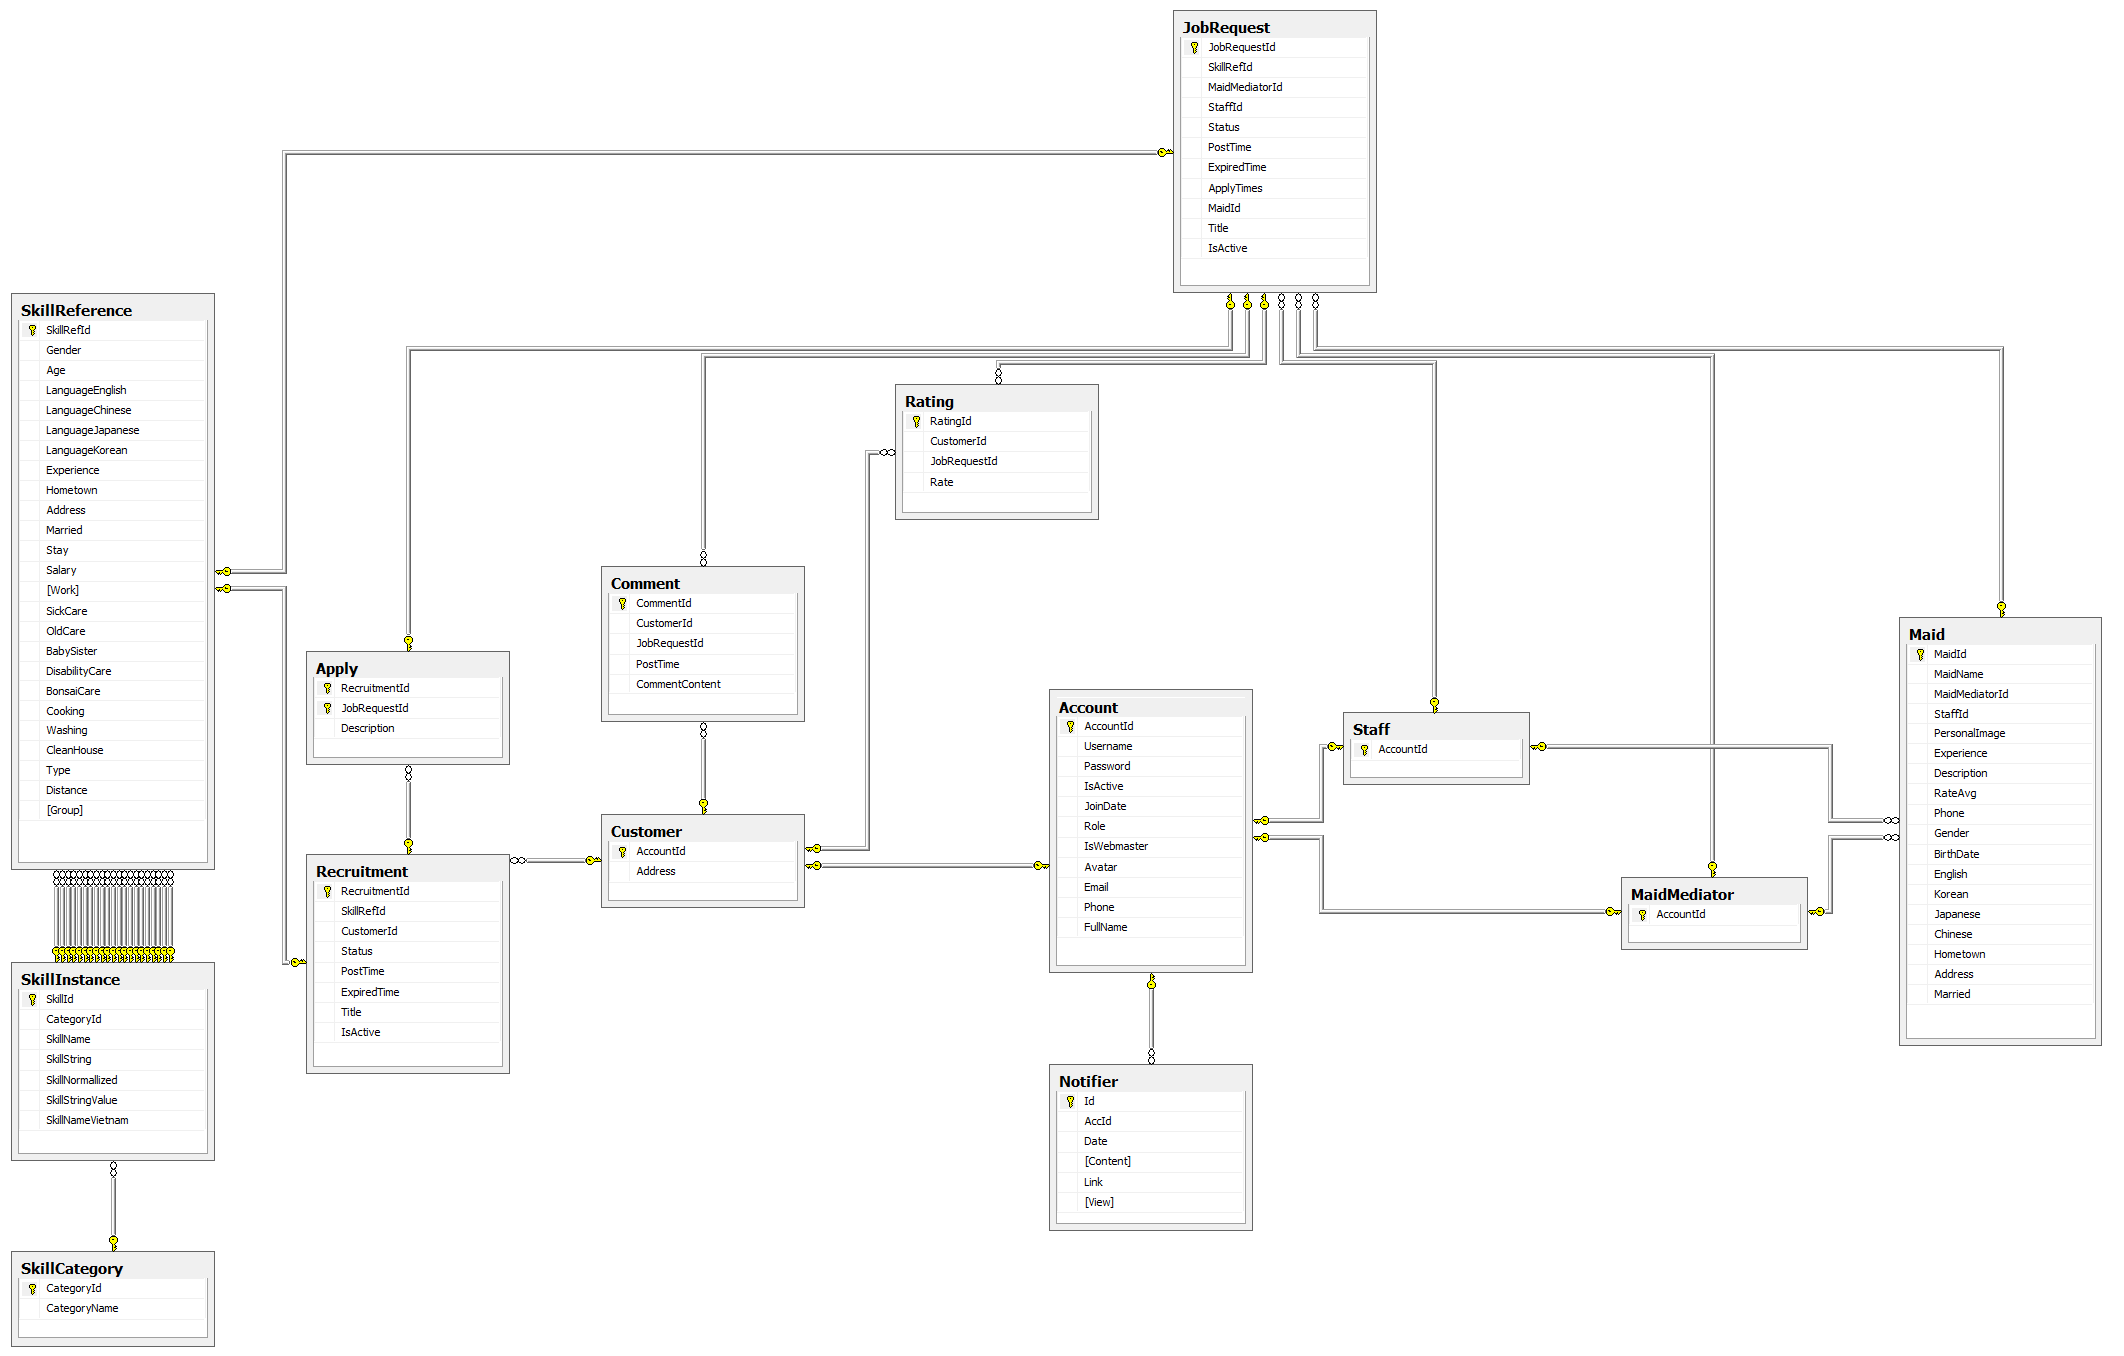 JobRequest
JobRequestId
SkillRefId
MaidMediatorId
StaffId
Status
PostTime
ExpiredTime
ApplyTimes
MaidId
Title
IsActive
SkillReference
SkillRefId
Gender
Age
LanguageEnglish
LanguageChinese
LanguageJapanese
LanguageKorean
Experience
Hometown
Address
Married
Stay
Salary
[Work]
SickCare
OldCare
BabySister
DisabilityCare
BonsaiCare
Cooking
Washing
CleanHouse
Type
Distance
[Group]
Rating
RatingId
CustomerId
JobRequestId
Rate
Comment
CommentId
CustomerId
JobRequestId
PostTime
CommentContent
Apply
RecruitmentId
JobRequestId
Description
Account
AccountId
Username
Password
IsActive
JoinDate
Role
IsWebmaster
Avatar
Email
Phone
FullName
Staff
AccountId
Maid
MaidId
MaidName
MaidMediatorId
StaffId
PersonalImage
Experience
Description
RateAvg
Phone
Gender
BirthDate
English
Korean
Japanese
Chinese
Hometown
Address
Married
Customer
AccountId
Address
Recruitment
RecruitmentId
SkillRefId
CustomerId
Status
PostTime
ExpiredTime
Title
IsActive
MaidMediator
AccountId
SkillInstance
SkillId
CategoryId
SkillName
SkillString
SkillNormallized
SkillStringValue
SkillNameVietnam
Notifier
Id
AccId
Date
[Content]
Link
[View]
SkillCategory
CategoryId
CategoryName